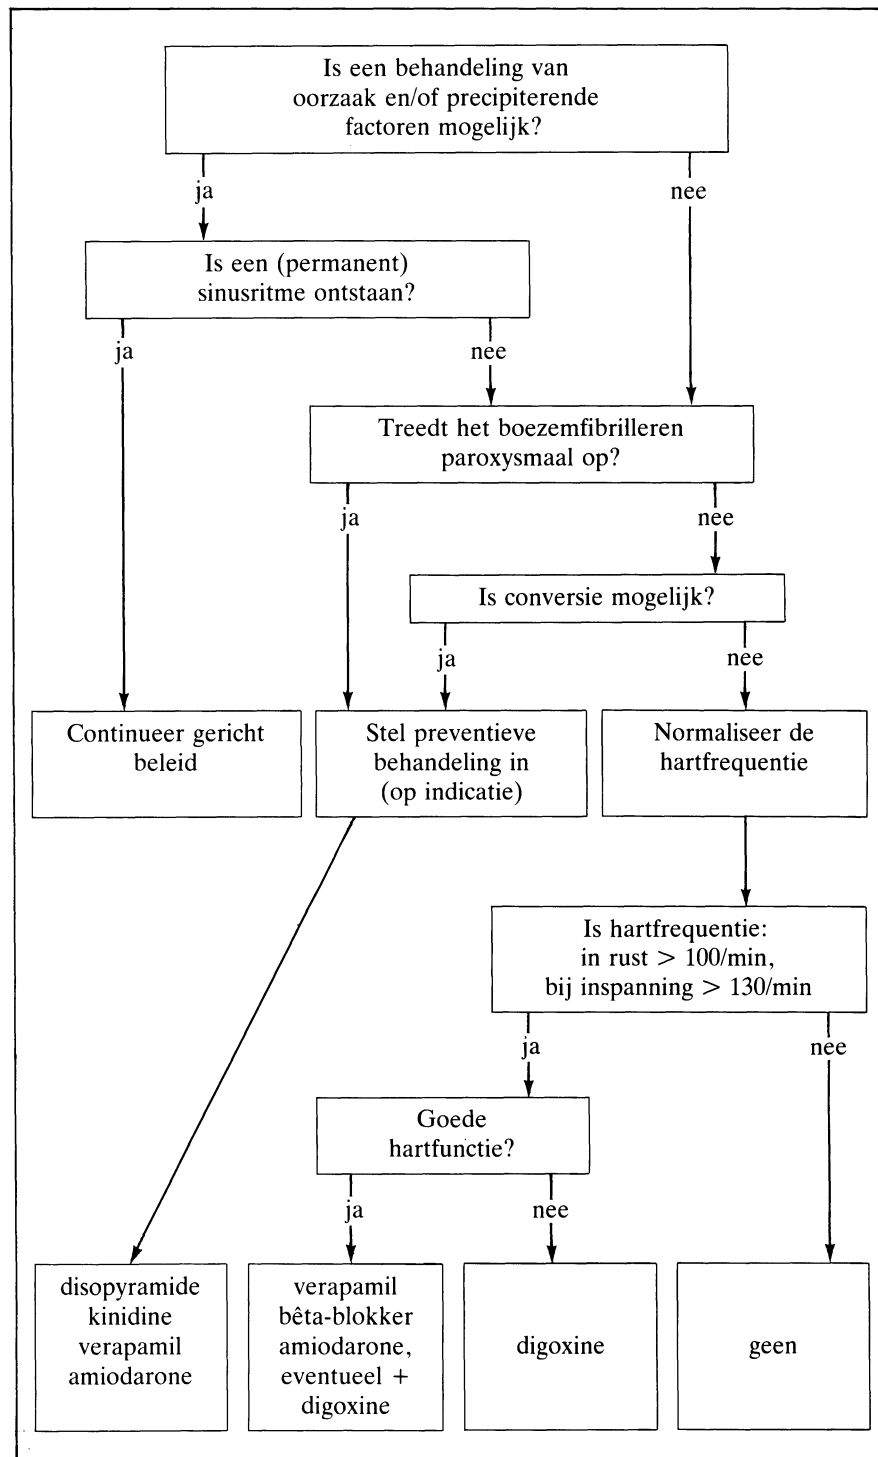 Is een behandeling van
oorzaak en/of precipiterende
factoren mogelijk?
ja
nee
Is een (permanent)
sinusritme ontstaan?
ja
nee
Treedt het boezemfibrilleren
paroxysmaal op?
ja
nee
Is conversie mogelijk?
ja
nee
Continueer gericht
beleid
Stel preventieve
behandeling in
(op indicatie)
Normaliseer de
hartfrequentie
Is hartfrequentie:
in rust > 100/min,
bij inspanning > 130/min
ja
nee
Goede
hartfunctie?
ja
nee
disopyramide
kinidine
verapamil
amiodarone
verapamil
bêta-blokker
amiodarone,
eventueel +
digoxine
digoxine
geen